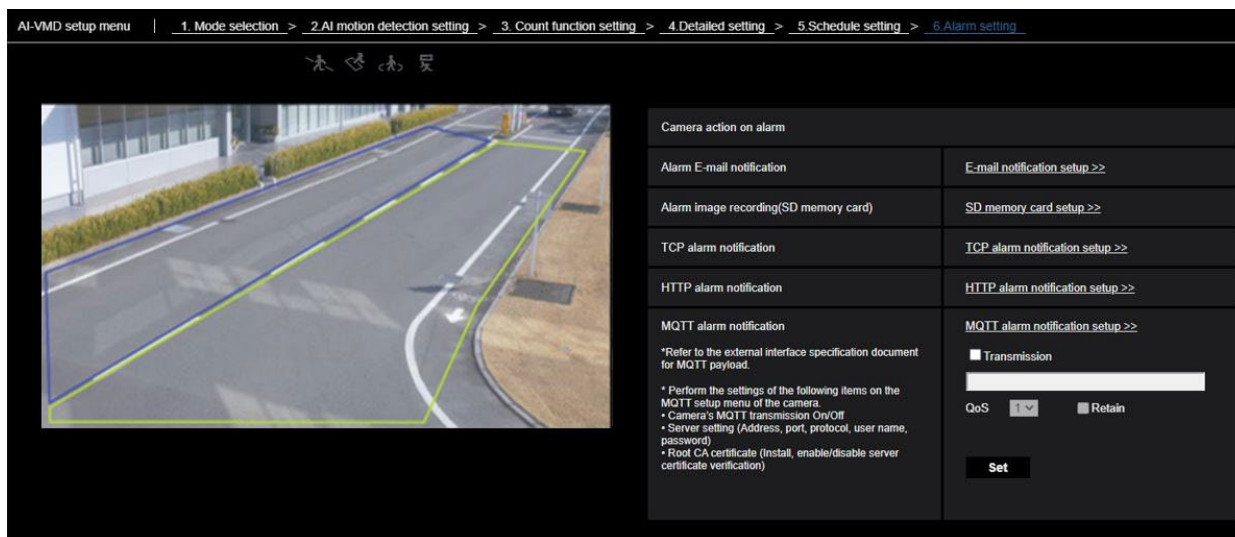 AI-VMD setup menu | 1. Mode selection > 2.AI motion detection setting > 3. Count function setting > 4.Detailed setting > 5.Schedule setting > 6.Alarm setting
Camera action on alarm
Alarm E-mail notification
E-mail notification setup >>
Alarm image recording(SD memory card)
SD memory card setup >>
TCP alarm notification
TCP alarm notification setup >>
HTTP alarm notification
HTTP alarm notification setup >>
MQTT alarm notification
*Refer to the external interface specification document
for MQTT payload.
* Perform the settings of the following items on the
MQTT setup menu of the camera.
• Camera's MQTT transmission On/Off
• Server setting (Address, port, protocol, user name,
password)
• Root CA certificate (Install, enable/disable server
certificate verification)
MQTT alarm notification setup >>
Transmission
QoS 1 Retain
Set